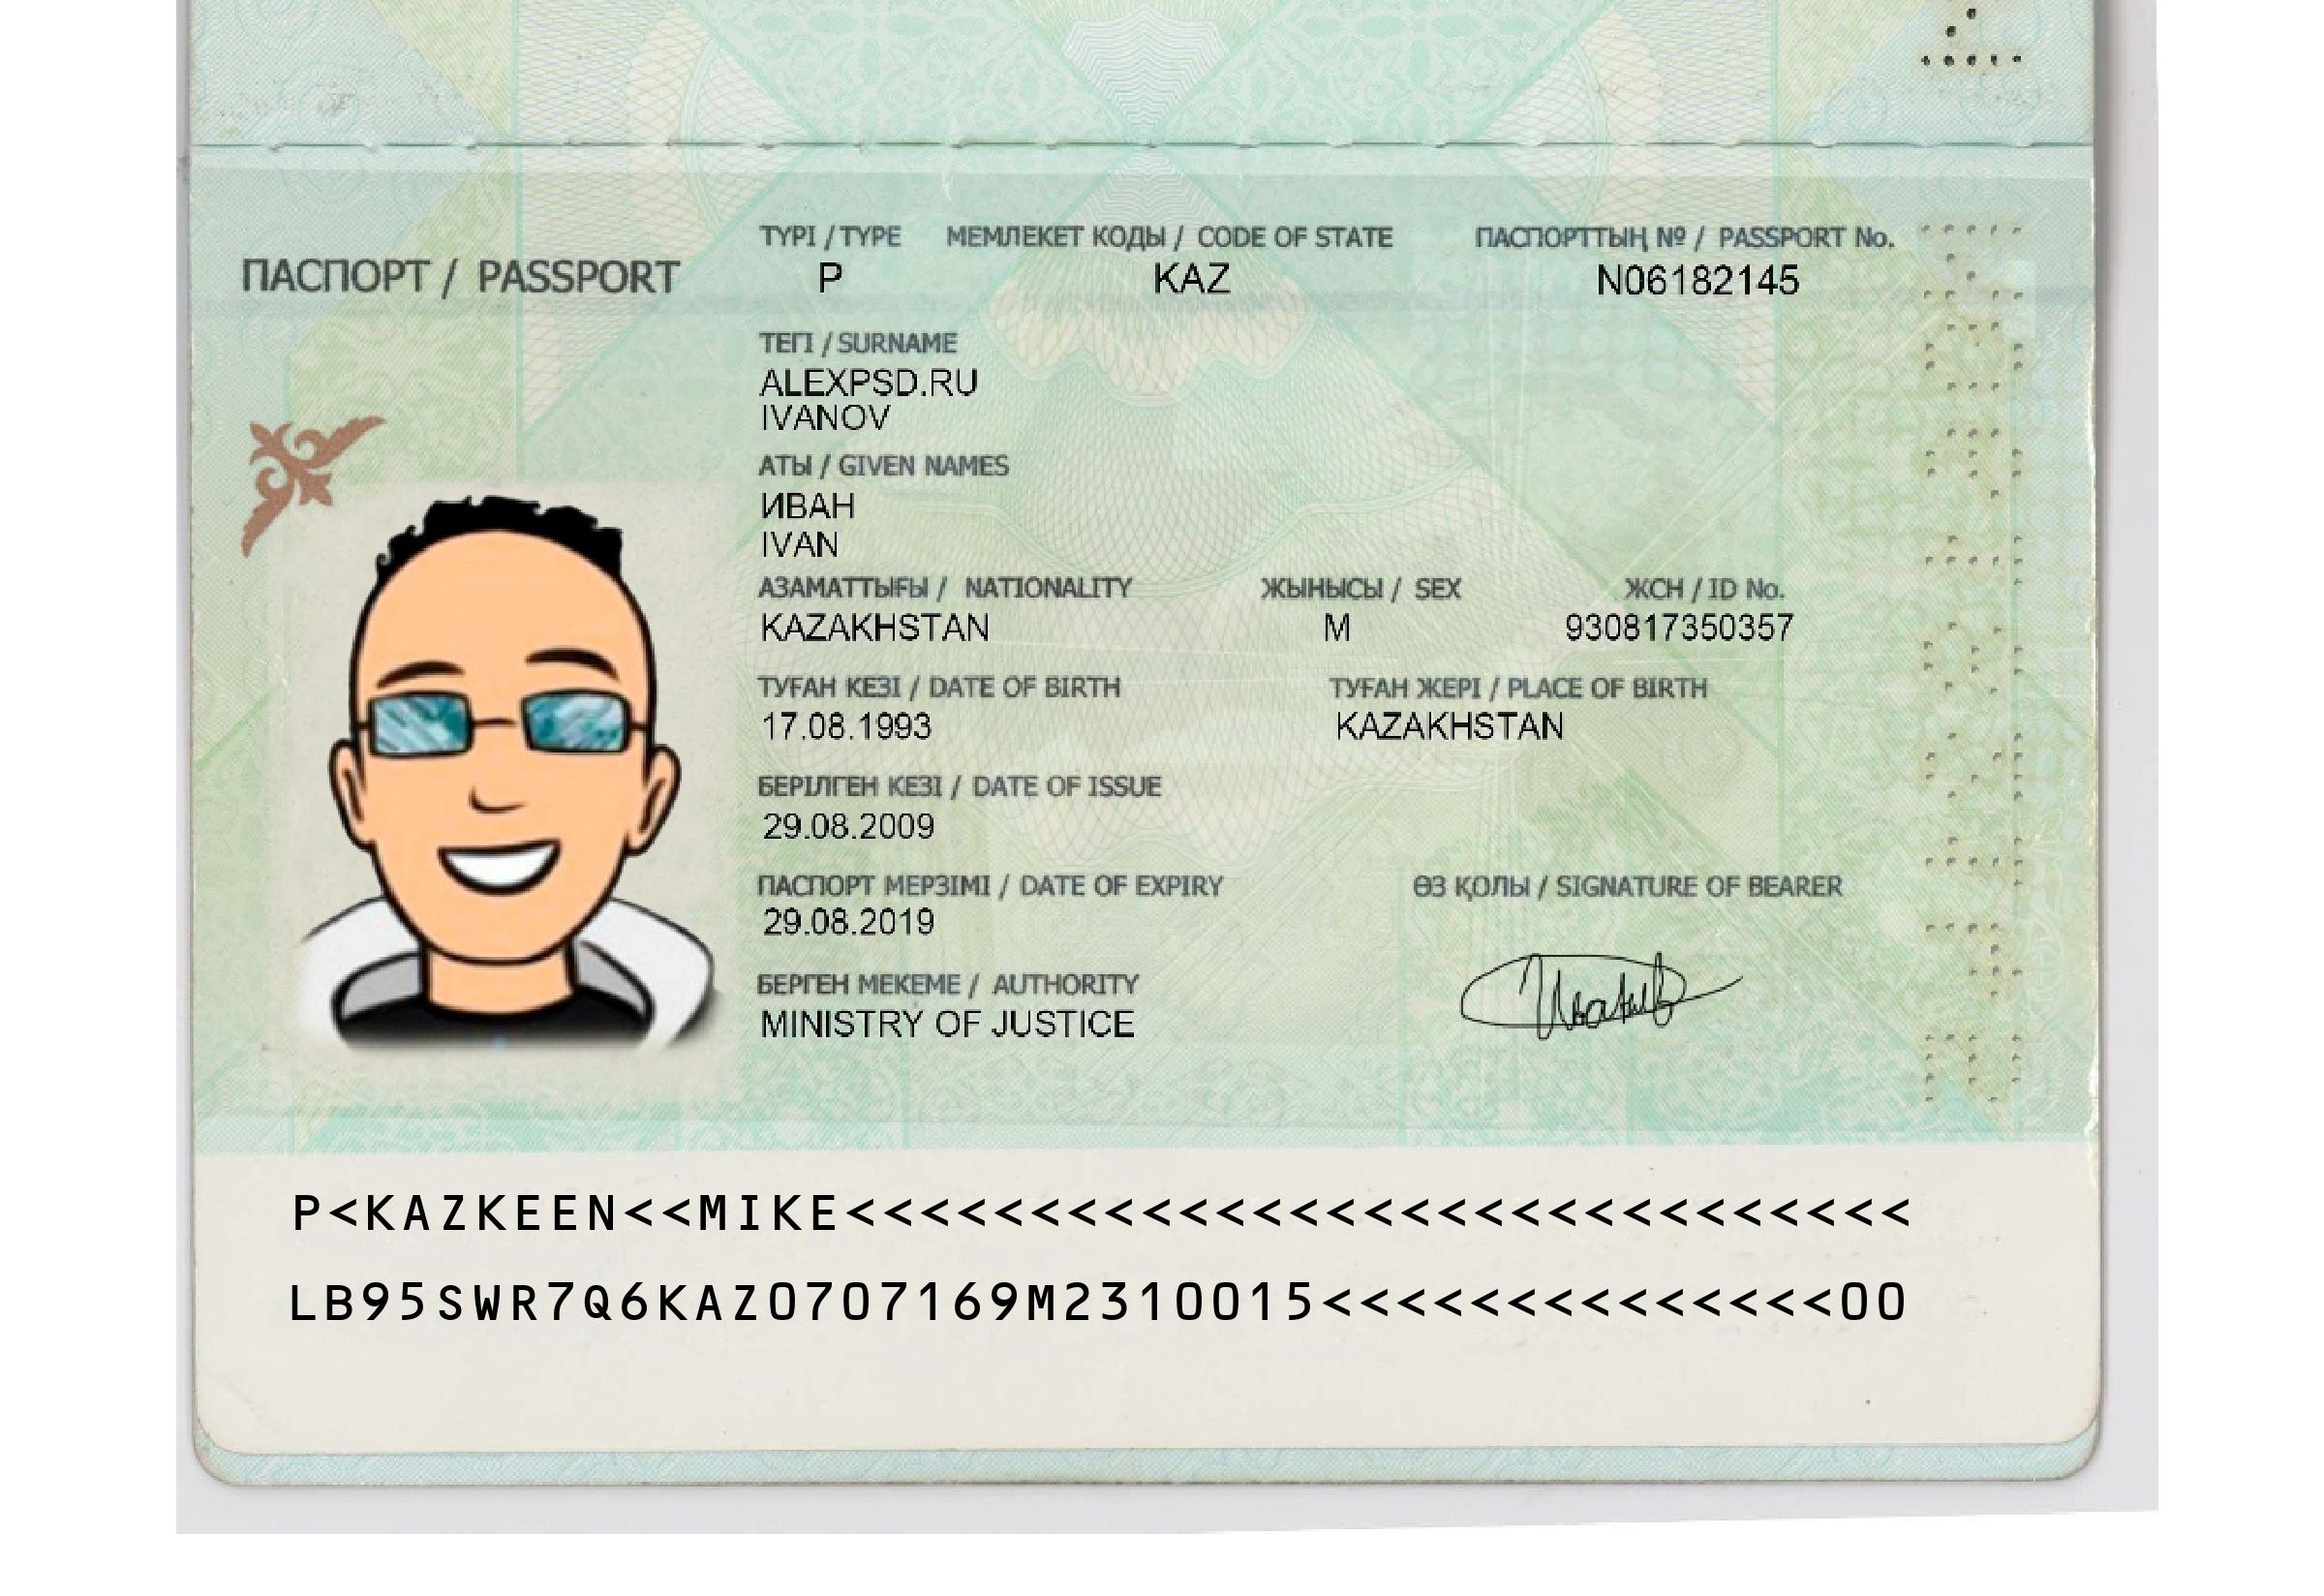 ТҮРІ / TYPE МЕМЛЕКЕТ КОДЫ / CODE OF STATE ПАСПОРТТЫҢ № / PASSPORT No.
ПАСПОРТ / PASSPORT P KAZ N06182145
ТЕГІ / SURNAME
ALEXPSD.RU
IVANOV
АТЫ / GIVEN NAMES
ИВАН
IVAN
АЗАМАТТЫҒЫ / NATIONALITY ЖЫНЫСЫ / SEX ЖСН / ID No.
KAZAKHSTAN M 930817350357
ТУҒАН КЕЗІ / DATE OF BIRTH ТУҒАН ЖЕРІ / PLACE OF BIRTH
17.08.1993 KAZAKHSTAN
БЕРІЛГЕН КЕЗІ / DATE OF ISSUE
29.08.2009
ПАСПОРТ МЕРЗІМІ / DATE OF EXPIRY ӨЗ ҚОЛЫ / SIGNATURE OF BEARER
29.08.2019
БЕРГЕН МЕКЕМЕ / AUTHORITY
MINISTRY OF JUSTICE
P<KAZKEEN<<MIKE<<<<<<<<<<<<<<<<<<<<<<<<<<<<<
LB95SWR7Q6KAZ0707169M2310015<<<<<<<<<<<<<<00